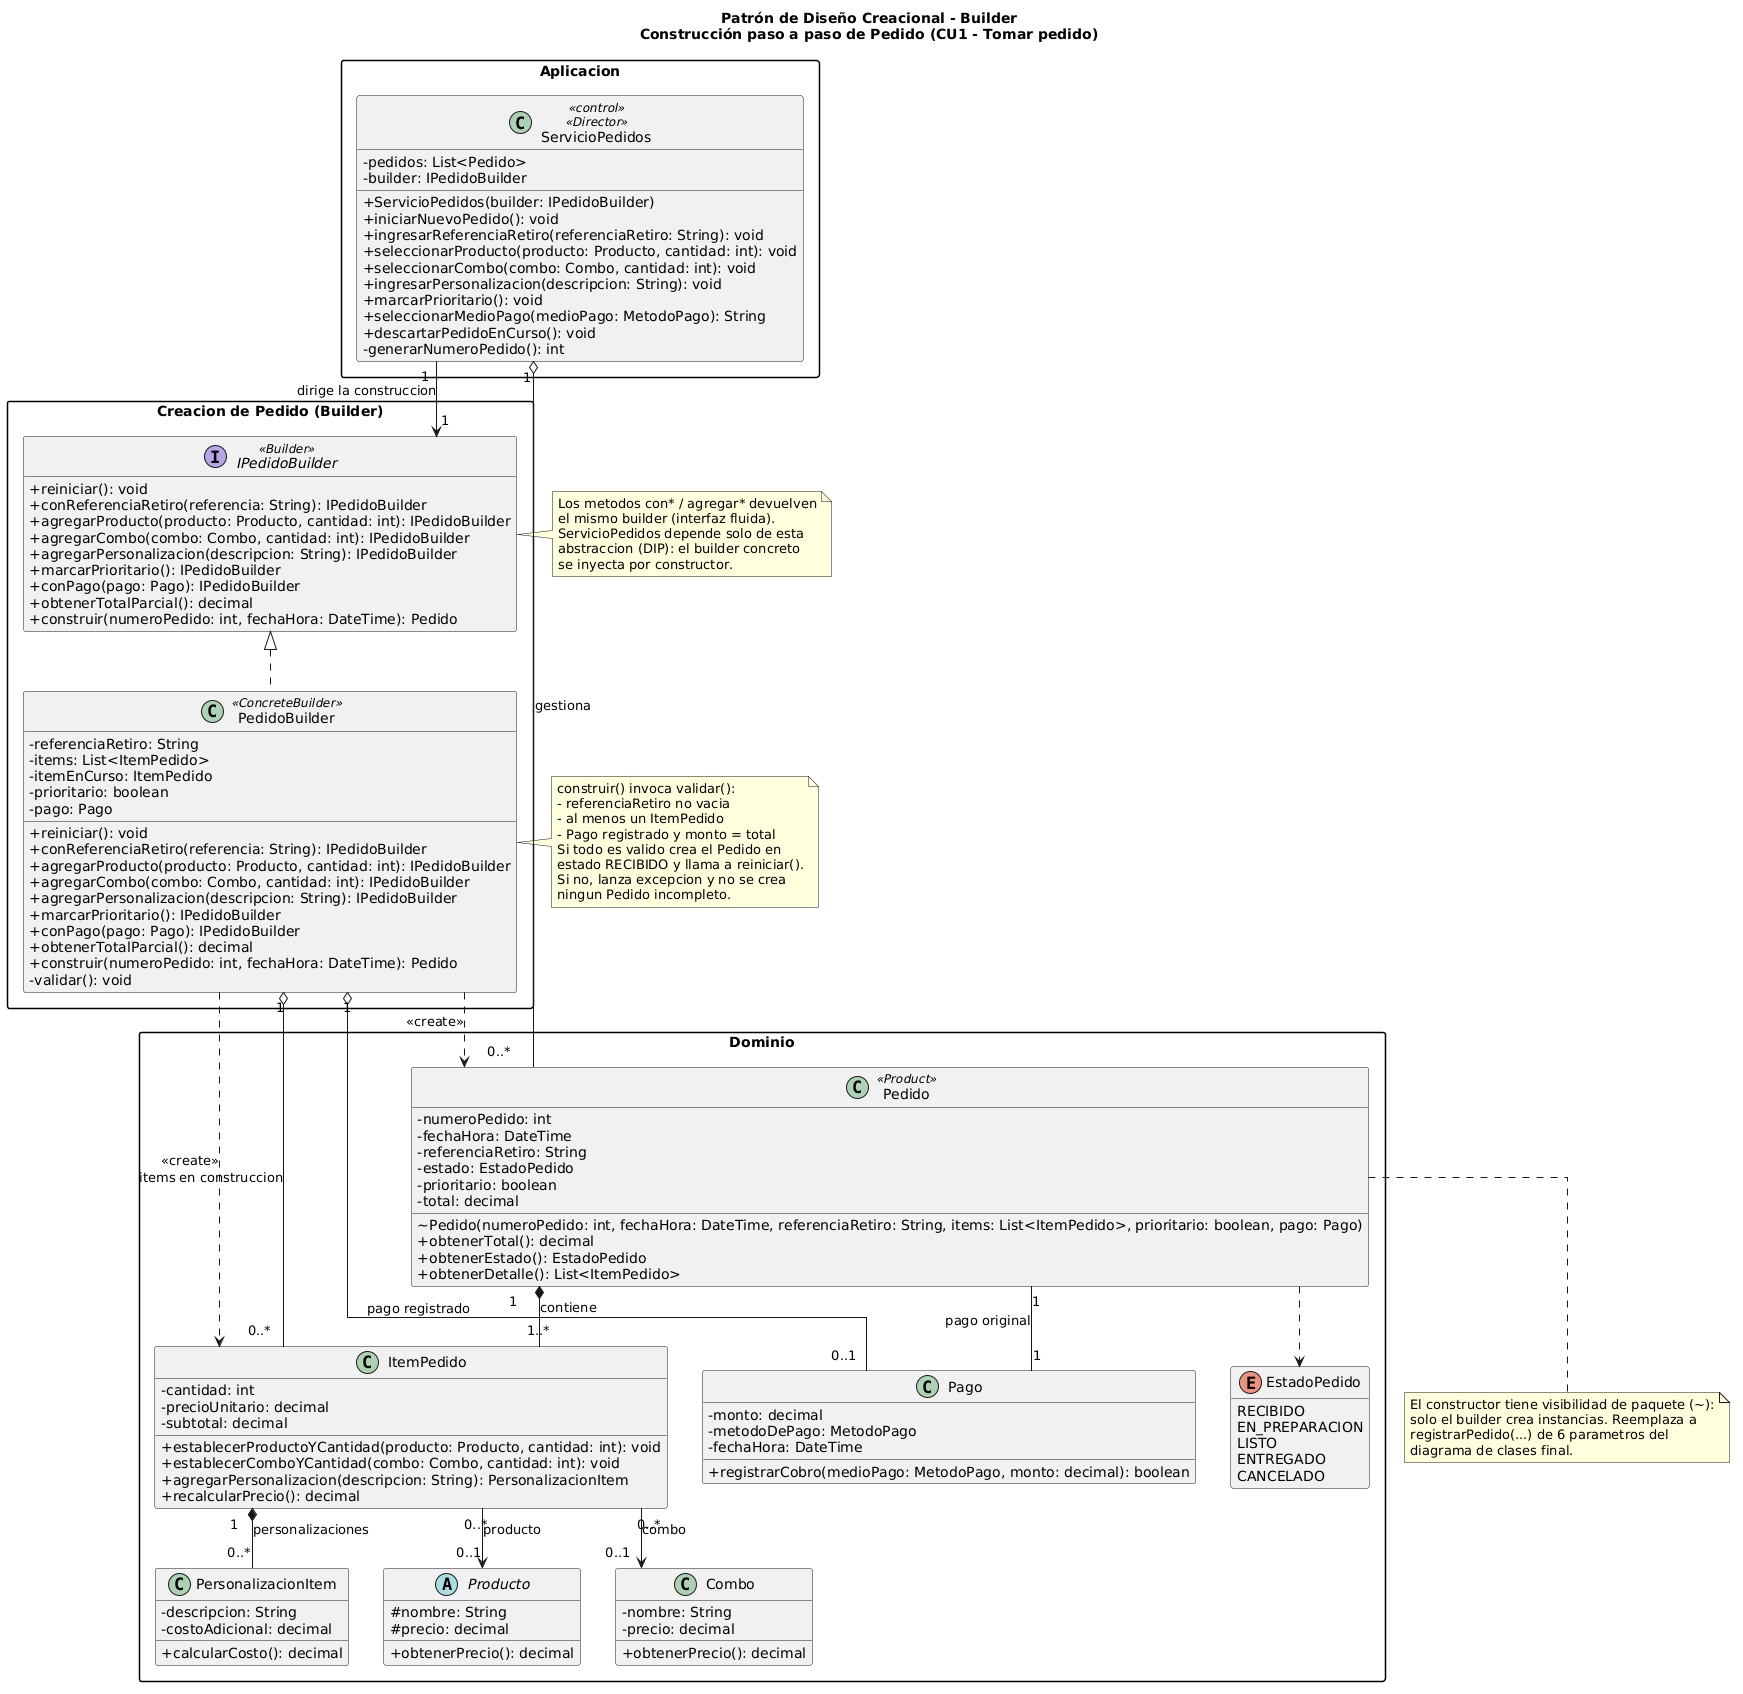 Patrón de Diseño Creacional - Builder
Construcción paso a paso de Pedido (CU1 - Tomar pedido)
Aplicacion
«control»
«Director»
ServicioPedidos
-pedidos: List<Pedido>
-builder: IPedidoBuilder
+ServicioPedidos(builder: IPedidoBuilder)
+iniciarNuevoPedido(): void
+ingresarReferenciaRetiro(referenciaRetiro: String): void
+seleccionarProducto(producto: Producto, cantidad: int): void
+seleccionarCombo(combo: Combo, cantidad: int): void
+ingresarPersonalizacion(descripcion: String): void
+marcarPrioritario(): void
+seleccionarMedioPago(medioPago: MetodoPago): String
+descartarPedidoEnCurso(): void
-generarNumeroPedido(): int
1
1
dirige la construccion
1
Creacion de Pedido (Builder)
«Builder»
IPedidoBuilder
+reiniciar(): void
+conReferenciaRetiro(referencia: String): IPedidoBuilder
+agregarProducto(producto: Producto, cantidad: int): IPedidoBuilder
+agregarCombo(combo: Combo, cantidad: int): IPedidoBuilder
+agregarPersonalizacion(descripcion: String): IPedidoBuilder
+marcarPrioritario(): IPedidoBuilder
+conPago(pago: Pago): IPedidoBuilder
+obtenerTotalParcial(): decimal
+construir(numeroPedido: int, fechaHora: DateTime): Pedido
Los metodos con* / agregar* devuelven
el mismo builder (interfaz fluida).
ServicioPedidos depende solo de esta
abstraccion (DIP): el builder concreto
se inyecta por constructor.
gestiona
«ConcreteBuilder»
PedidoBuilder
-referenciaRetiro: String
-items: List<ItemPedido>
-itemEnCurso: ItemPedido
-prioritario: boolean
-pago: Pago
+reiniciar(): void
+conReferenciaRetiro(referencia: String): IPedidoBuilder
+agregarProducto(producto: Producto, cantidad: int): IPedidoBuilder
+agregarCombo(combo: Combo, cantidad: int): IPedidoBuilder
+agregarPersonalizacion(descripcion: String): IPedidoBuilder
+marcarPrioritario(): IPedidoBuilder
+conPago(pago: Pago): IPedidoBuilder
+obtenerTotalParcial(): decimal
+construir(numeroPedido: int, fechaHora: DateTime): Pedido
-validar(): void
construir() invoca validar():
- referenciaRetiro no vacia
- al menos un ItemPedido
- Pago registrado y monto = total
Si todo es valido crea el Pedido en
estado RECIBIDO y llama a reiniciar().
Si no, lanza excepcion y no se crea
ningun Pedido incompleto.
1
1
«create»
0..*
Dominio
«Product»
Pedido
-numeroPedido: int
-fechaHora: DateTime
-referenciaRetiro: String
-estado: EstadoPedido
-prioritario: boolean
-total: decimal
~Pedido(numeroPedido: int, fechaHora: DateTime, referenciaRetiro: String, items: List<ItemPedido>, prioritario: boolean, pago: Pago)
+obtenerTotal(): decimal
+obtenerEstado(): EstadoPedido
+obtenerDetalle(): List<ItemPedido>
«create»
items en construccion
1
contiene
pago registrado
1
pago original
0..*
1..*
0..1
1
ItemPedido
-cantidad: int
-precioUnitario: decimal
-subtotal: decimal
+establecerProductoYCantidad(producto: Producto, cantidad: int): void
+establecerComboYCantidad(combo: Combo, cantidad: int): void
+agregarPersonalizacion(descripcion: String): PersonalizacionItem
+recalcularPrecio(): decimal
Pago
-monto: decimal
-metodoDePago: MetodoPago
-fechaHora: DateTime
+registrarCobro(medioPago: MetodoPago, monto: decimal): boolean
EstadoPedido
RECIBIDO
EN_PREPARACION
LISTO
ENTREGADO
CANCELADO
El constructor tiene visibilidad de paquete (~):
solo el builder crea instancias. Reemplaza a
registrarPedido(...) de 6 parametros del
diagrama de clases final.
1
personalizaciones
0..*
0..*
producto
0..1
0..*
combo
0..1
PersonalizacionItem
-descripcion: String
-costoAdicional: decimal
+calcularCosto(): decimal
Producto
#nombre: String
#precio: decimal
+obtenerPrecio(): decimal
Combo
-nombre: String
-precio: decimal
+obtenerPrecio(): decimal